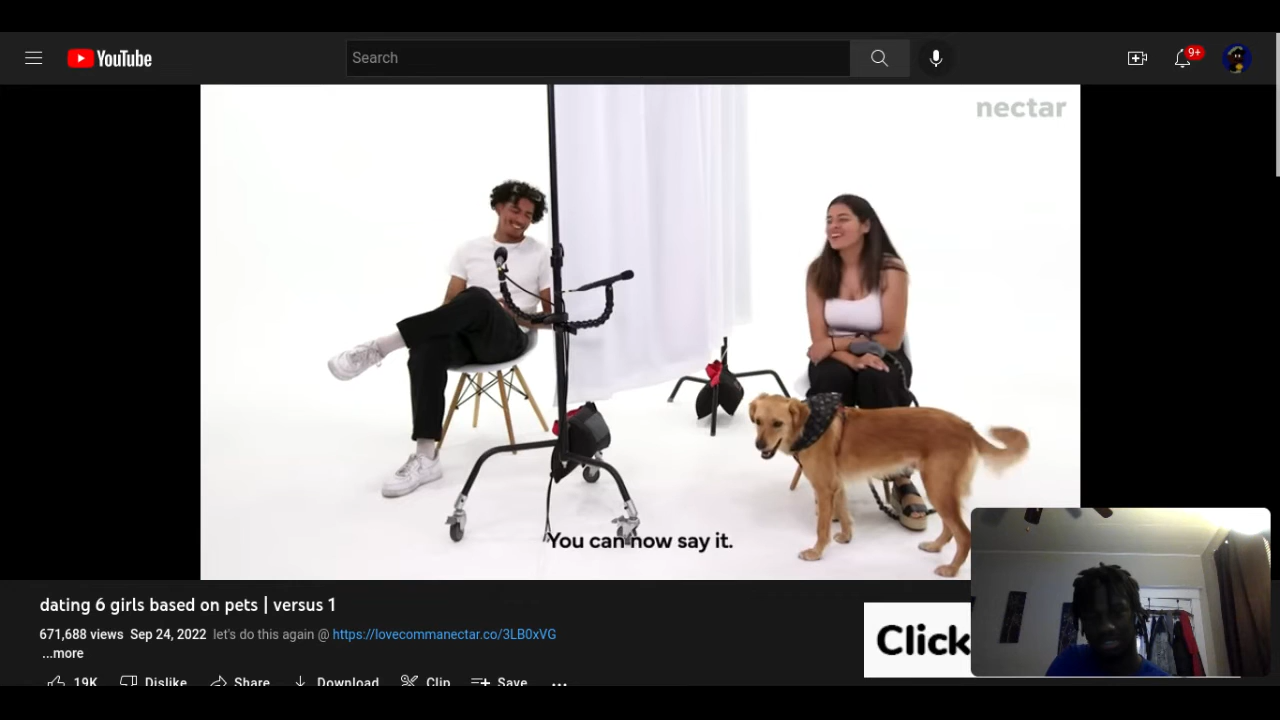 YouTube
Search
9+
nectar
You can now say it.
dating 6 girls based on pets | versus 1
671,688 views Sep 24, 2022 let's do this again @ https://lovecommanectar.co/3LB0xVG
...more
Click
19K Dislike Share Download Clip Save ...